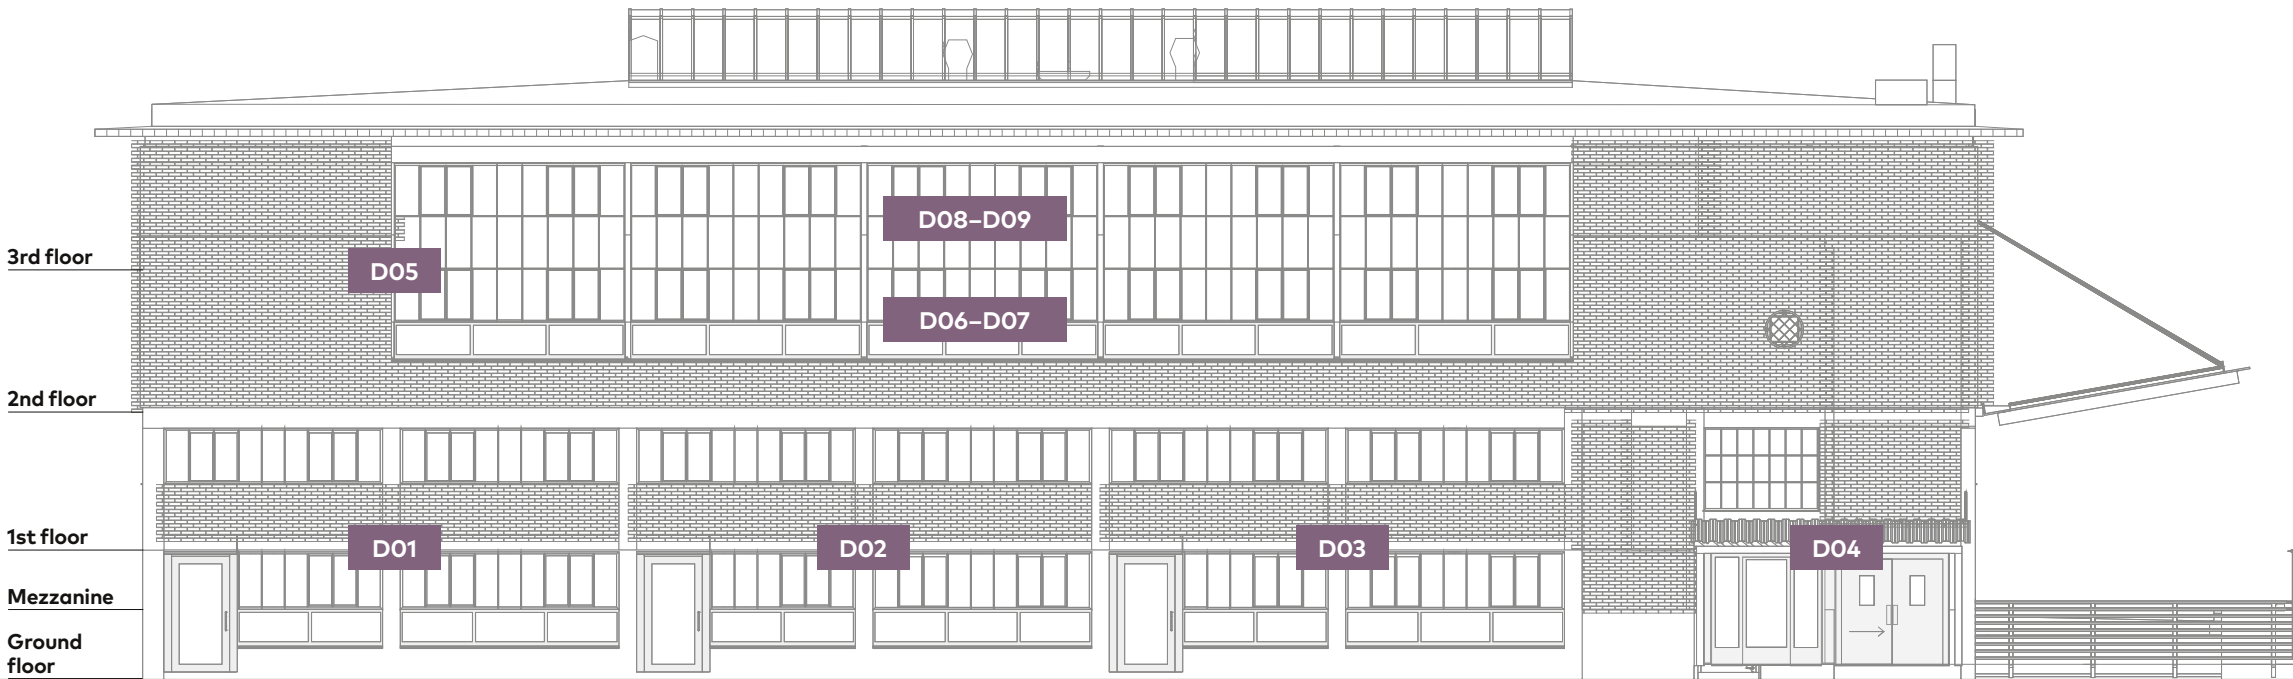 D08–D09
3rd floor
D05
D06–D07
2nd floor
1st floor
D01
D02
D03
D04
Mezzanine
Ground
floor